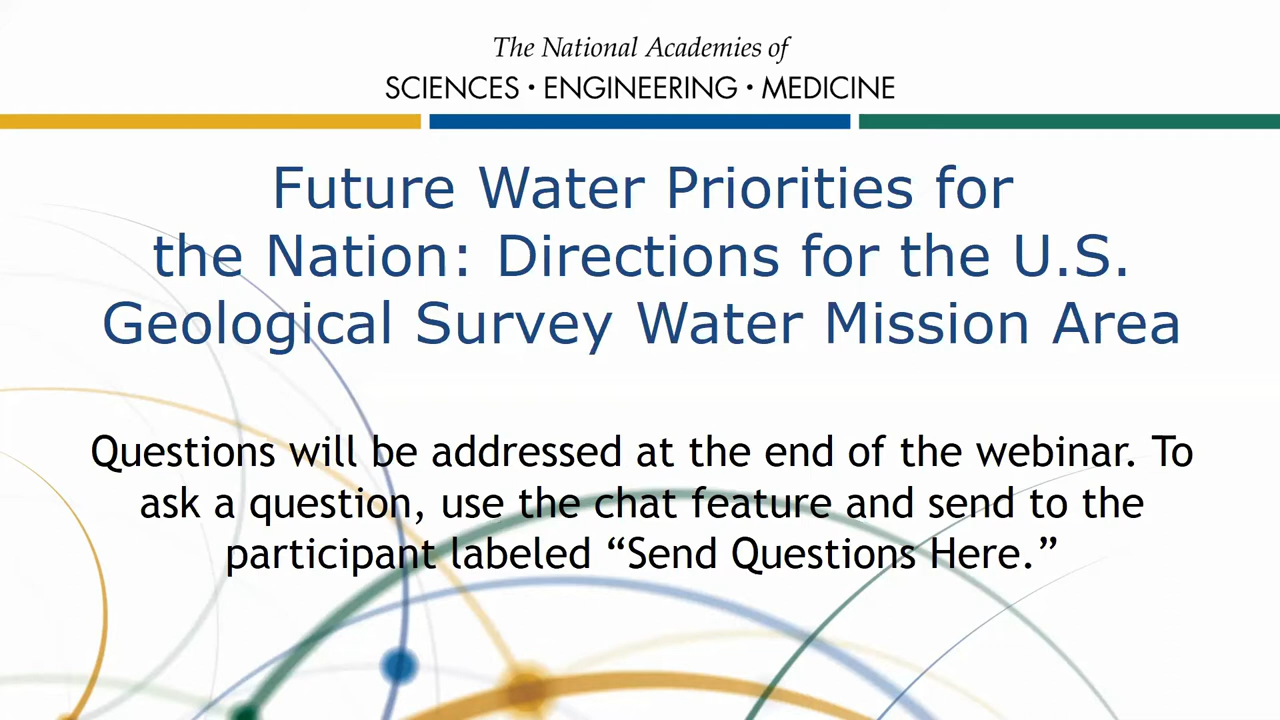 The National Academies of
SCIENCES · ENGINEERING · MEDICINE
Future Water Priorities for
the Nation: Directions for the U.S.
Geological Survey Water Mission Area
Questions will be addressed at the end of the webinar. To
ask a question, use the chat feature and send to the
participant labeled “Send Questions Here.”